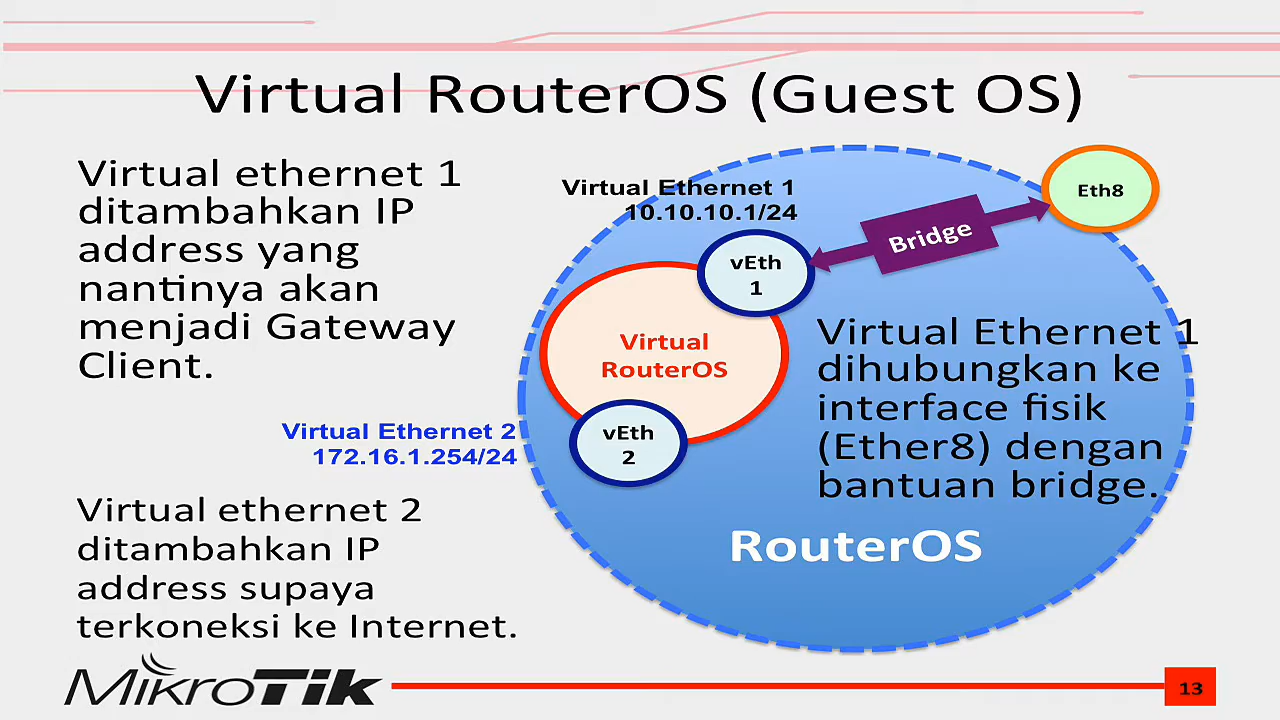 Virtual RouterOS (Guest OS)
Virtual ethernet 1
ditambahkan IP
address yang
nantinya akan
menjadi Gateway
Client.
Virtual Ethernet 1
10.10.10.1/24
Eth8
Bridge
vEth
1
Virtual
RouterOS
Virtual Ethernet 1
dihubungkan ke
interface fisik
(Ether8) dengan
bantuan bridge.
Virtual Ethernet 2
172.16.1.254/24
vEth
2
Virtual ethernet 2
ditambahkan IP
address supaya
terkoneksi ke Internet.
RouterOS
MikroTik
13